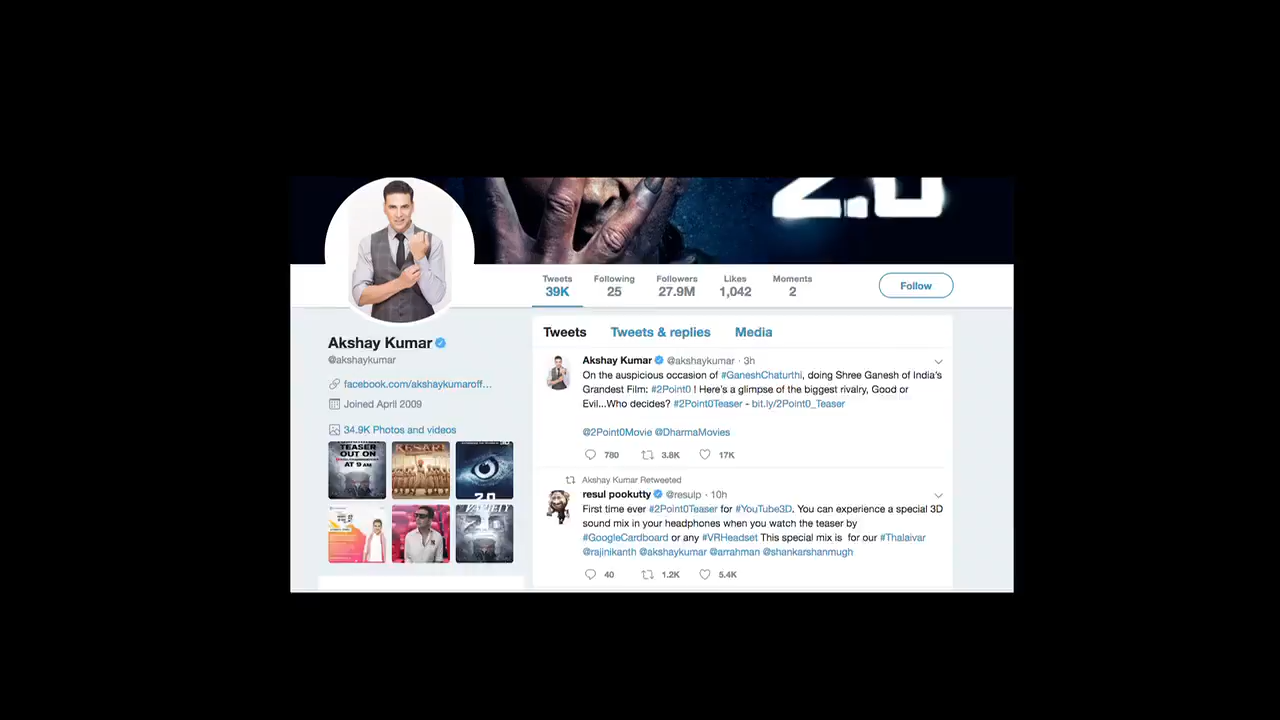 2.0
Tweets Following Followers Likes Moments
39K 25 27.9M 1,042 2
Follow
Akshay Kumar
@akshaykumar
facebook.com/akshaykumaroff...
Joined April 2009
34.9K Photos and videos
TEASER
OUT ON
AT 9 AM
KESARI
2.0
VARIETY
Tweets Tweets & replies Media
Akshay Kumar @akshaykumar · 3h
On the auspicious occasion of #GaneshChaturthi, doing Shree Ganesh of India's
Grandest Film: #2Point0 ! Here's a glimpse of the biggest rivalry, Good or
Evil...Who decides? #2Point0Teaser - bit.ly/2Point0_Teaser
@2Point0Movie @DharmaMovies
780 3.8K 17K
Akshay Kumar Retweeted
resul pookutty @resulp · 10h
First time ever #2Point0Teaser for #YouTube3D. You can experience a special 3D
sound mix in your headphones when you watch the teaser by
#GoogleCardboard or any #VRHeadset This special mix is for our #Thalaivar
@rajinikanth @akshaykumar @arrahman @shankarshanmugh
40 1.2K 5.4K